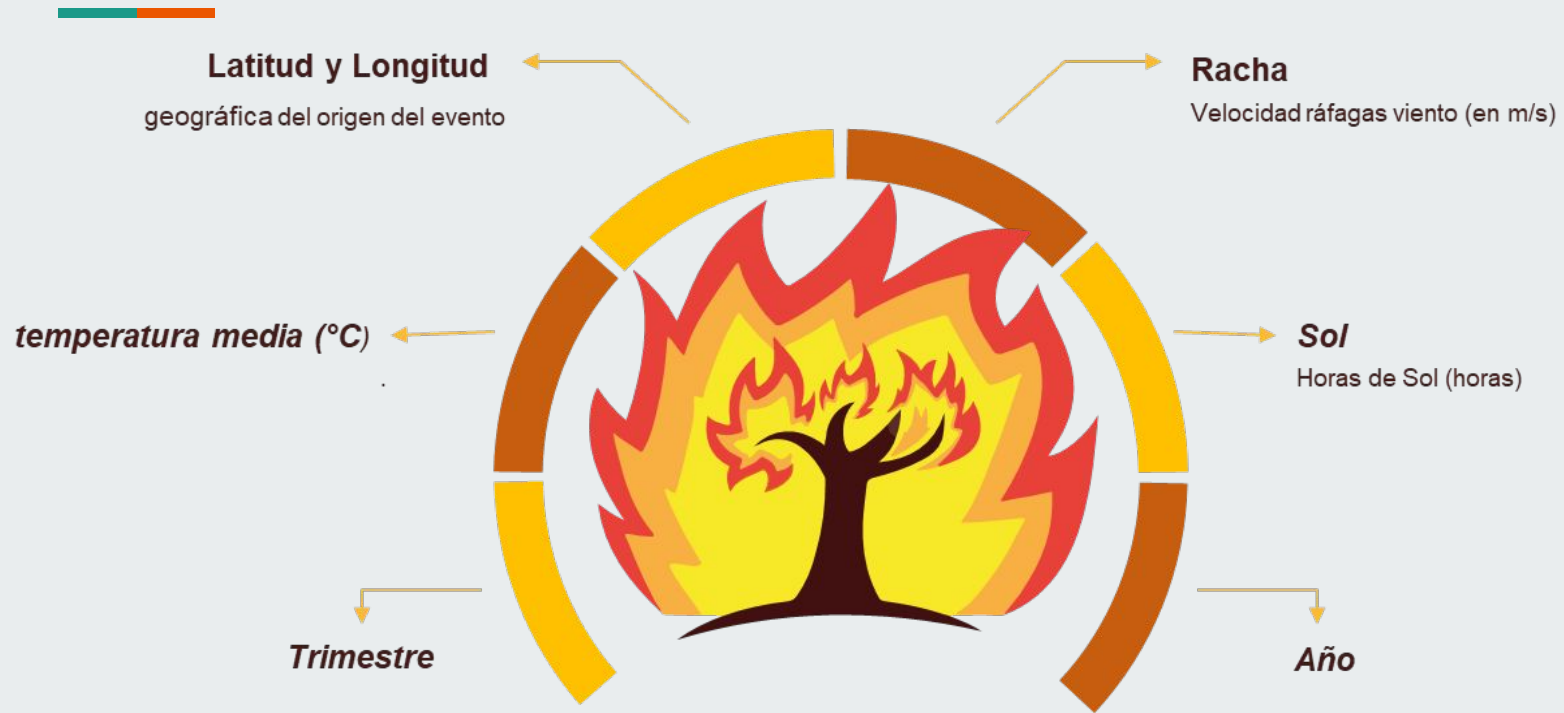 Latitud y Longitud
geográfica del origen del evento
Racha
Velocidad ráfagas viento (en m/s)
temperatura media (°C)
.
Sol
Horas de Sol (horas)
Trimestre
Año